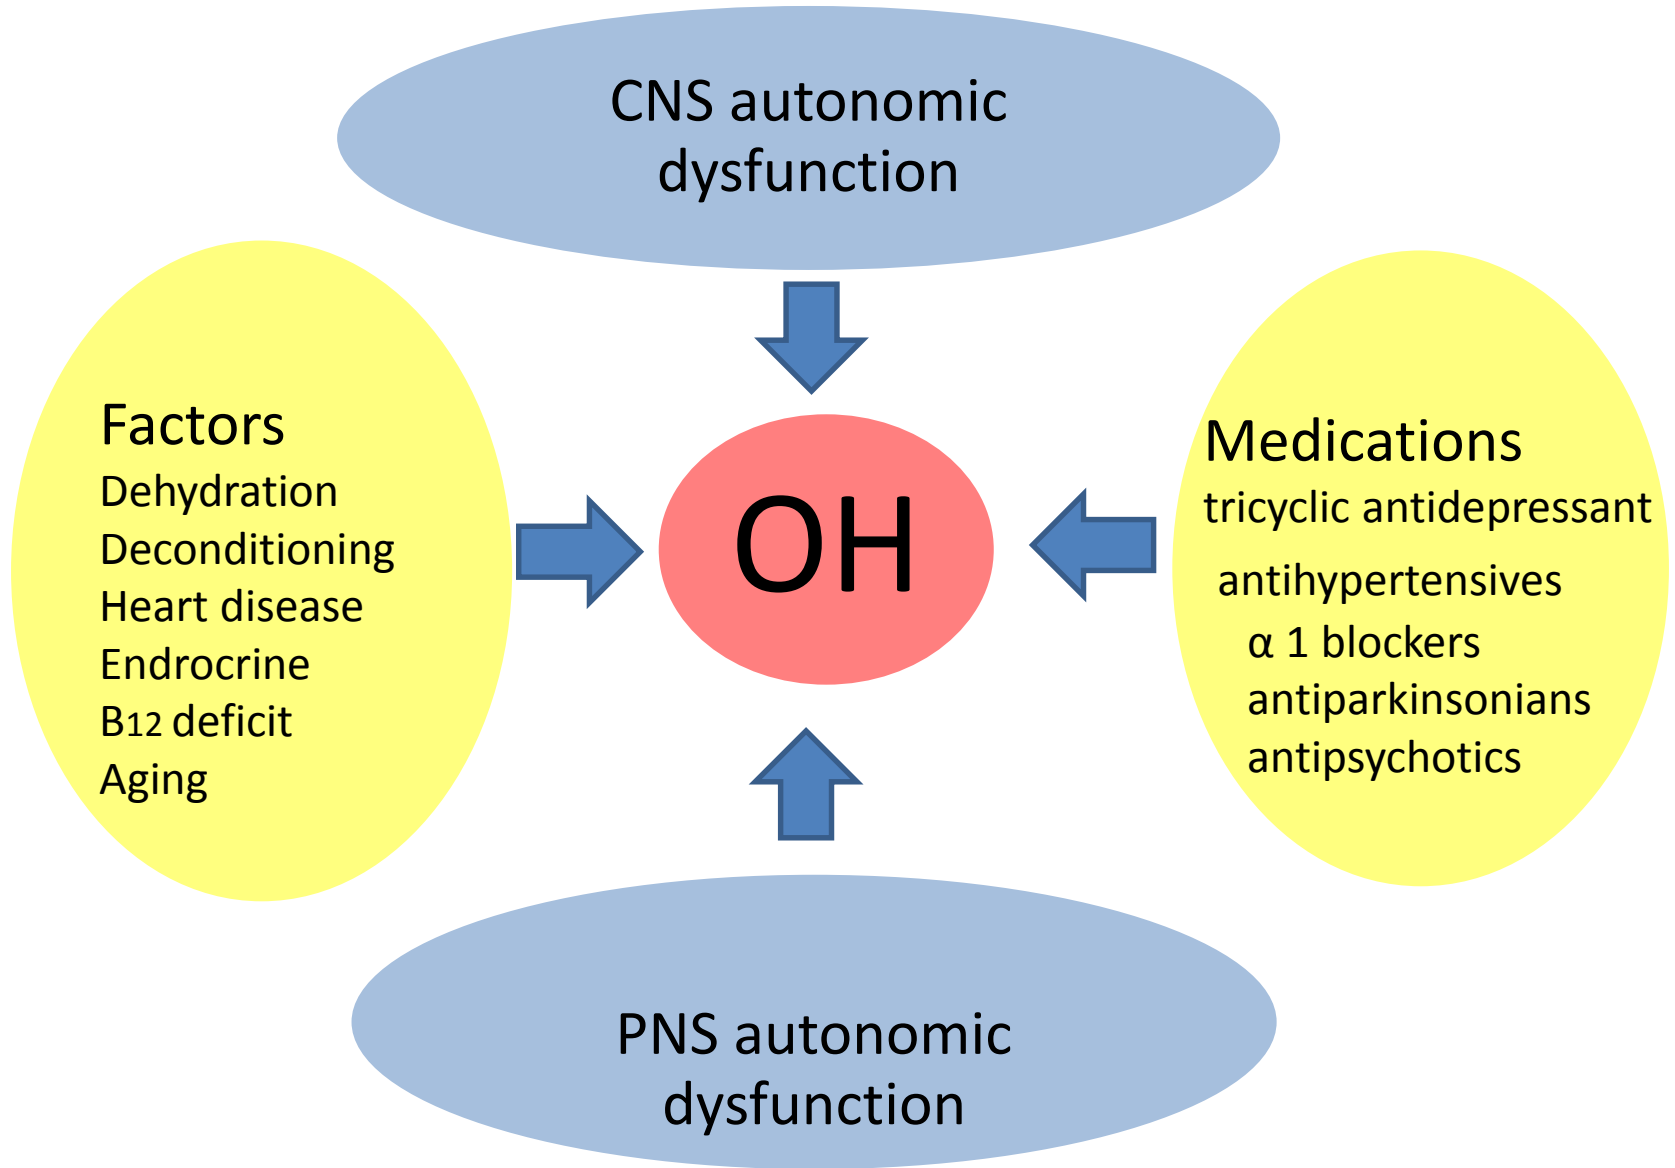 CNS autonomic
dysfunction
Factors
Dehydration
Deconditioning
Heart disease
Endrocrine
B12 deficit
Aging
OH
Medications
tricyclic antidepressant
antihypertensives
α 1 blockers
antiparkinsonians
antipsychotics
PNS autonomic
dysfunction